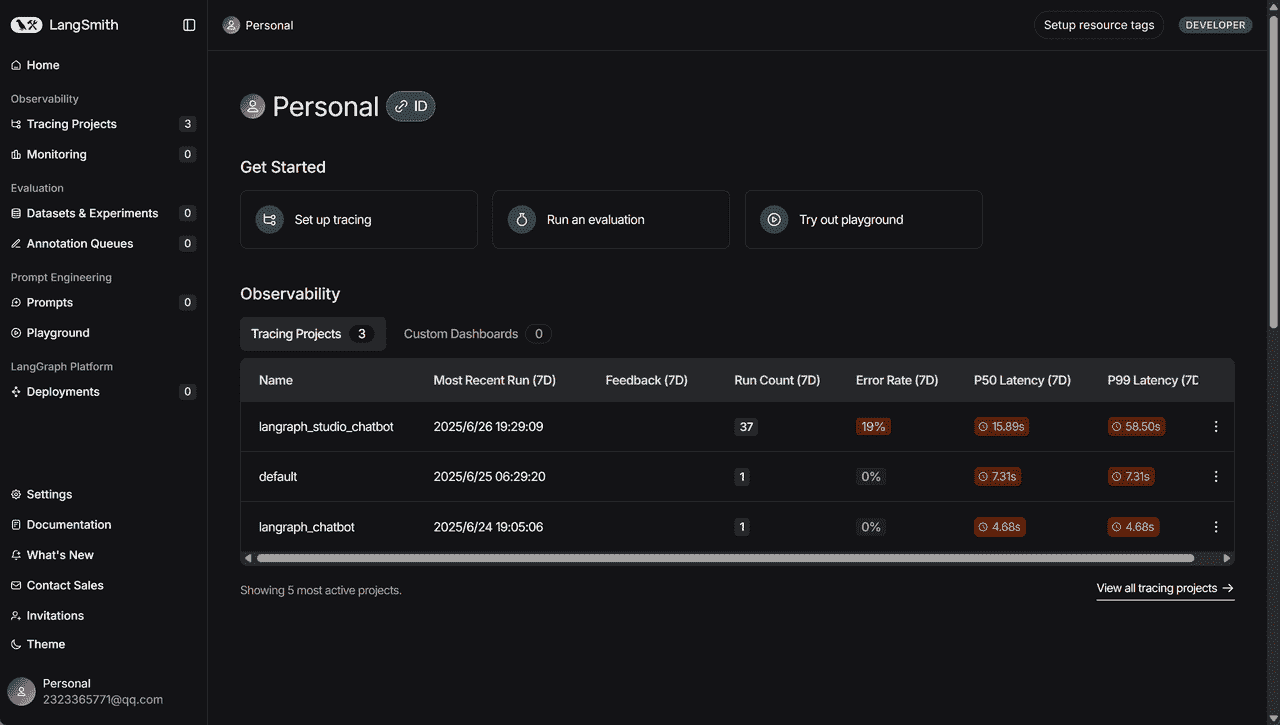 LangSmith
Personal
Setup resource tags
DEVELOPER
Home
Observability
Tracing Projects 3
Monitoring 0
Evaluation
Datasets & Experiments 0
Annotation Queues 0
Prompt Engineering
Prompts 0
Playground
LangGraph Platform
Deployments 0
Settings
Documentation
What's New
Contact Sales
Invitations
Theme
Personal
2323365771@qq.com
Personal
ID
Get Started
Set up tracing
Run an evaluation
Try out playground
Observability
Tracing Projects 3
Custom Dashboards 0
Name Most Recent Run (7D) Feedback (7D) Run Count (7D) Error Rate (7D) P50 Latency (7D) P99 Latency (7D
langraph_studio_chatbot 2025/6/26 19:29:09 37 19% 15.89s 58.50s
default 2025/6/25 06:29:20 1 0% 7.31s 7.31s
langraph_chatbot 2025/6/24 19:05:06 1 0% 4.68s 4.68s
Showing 5 most active projects.
View all tracing projects